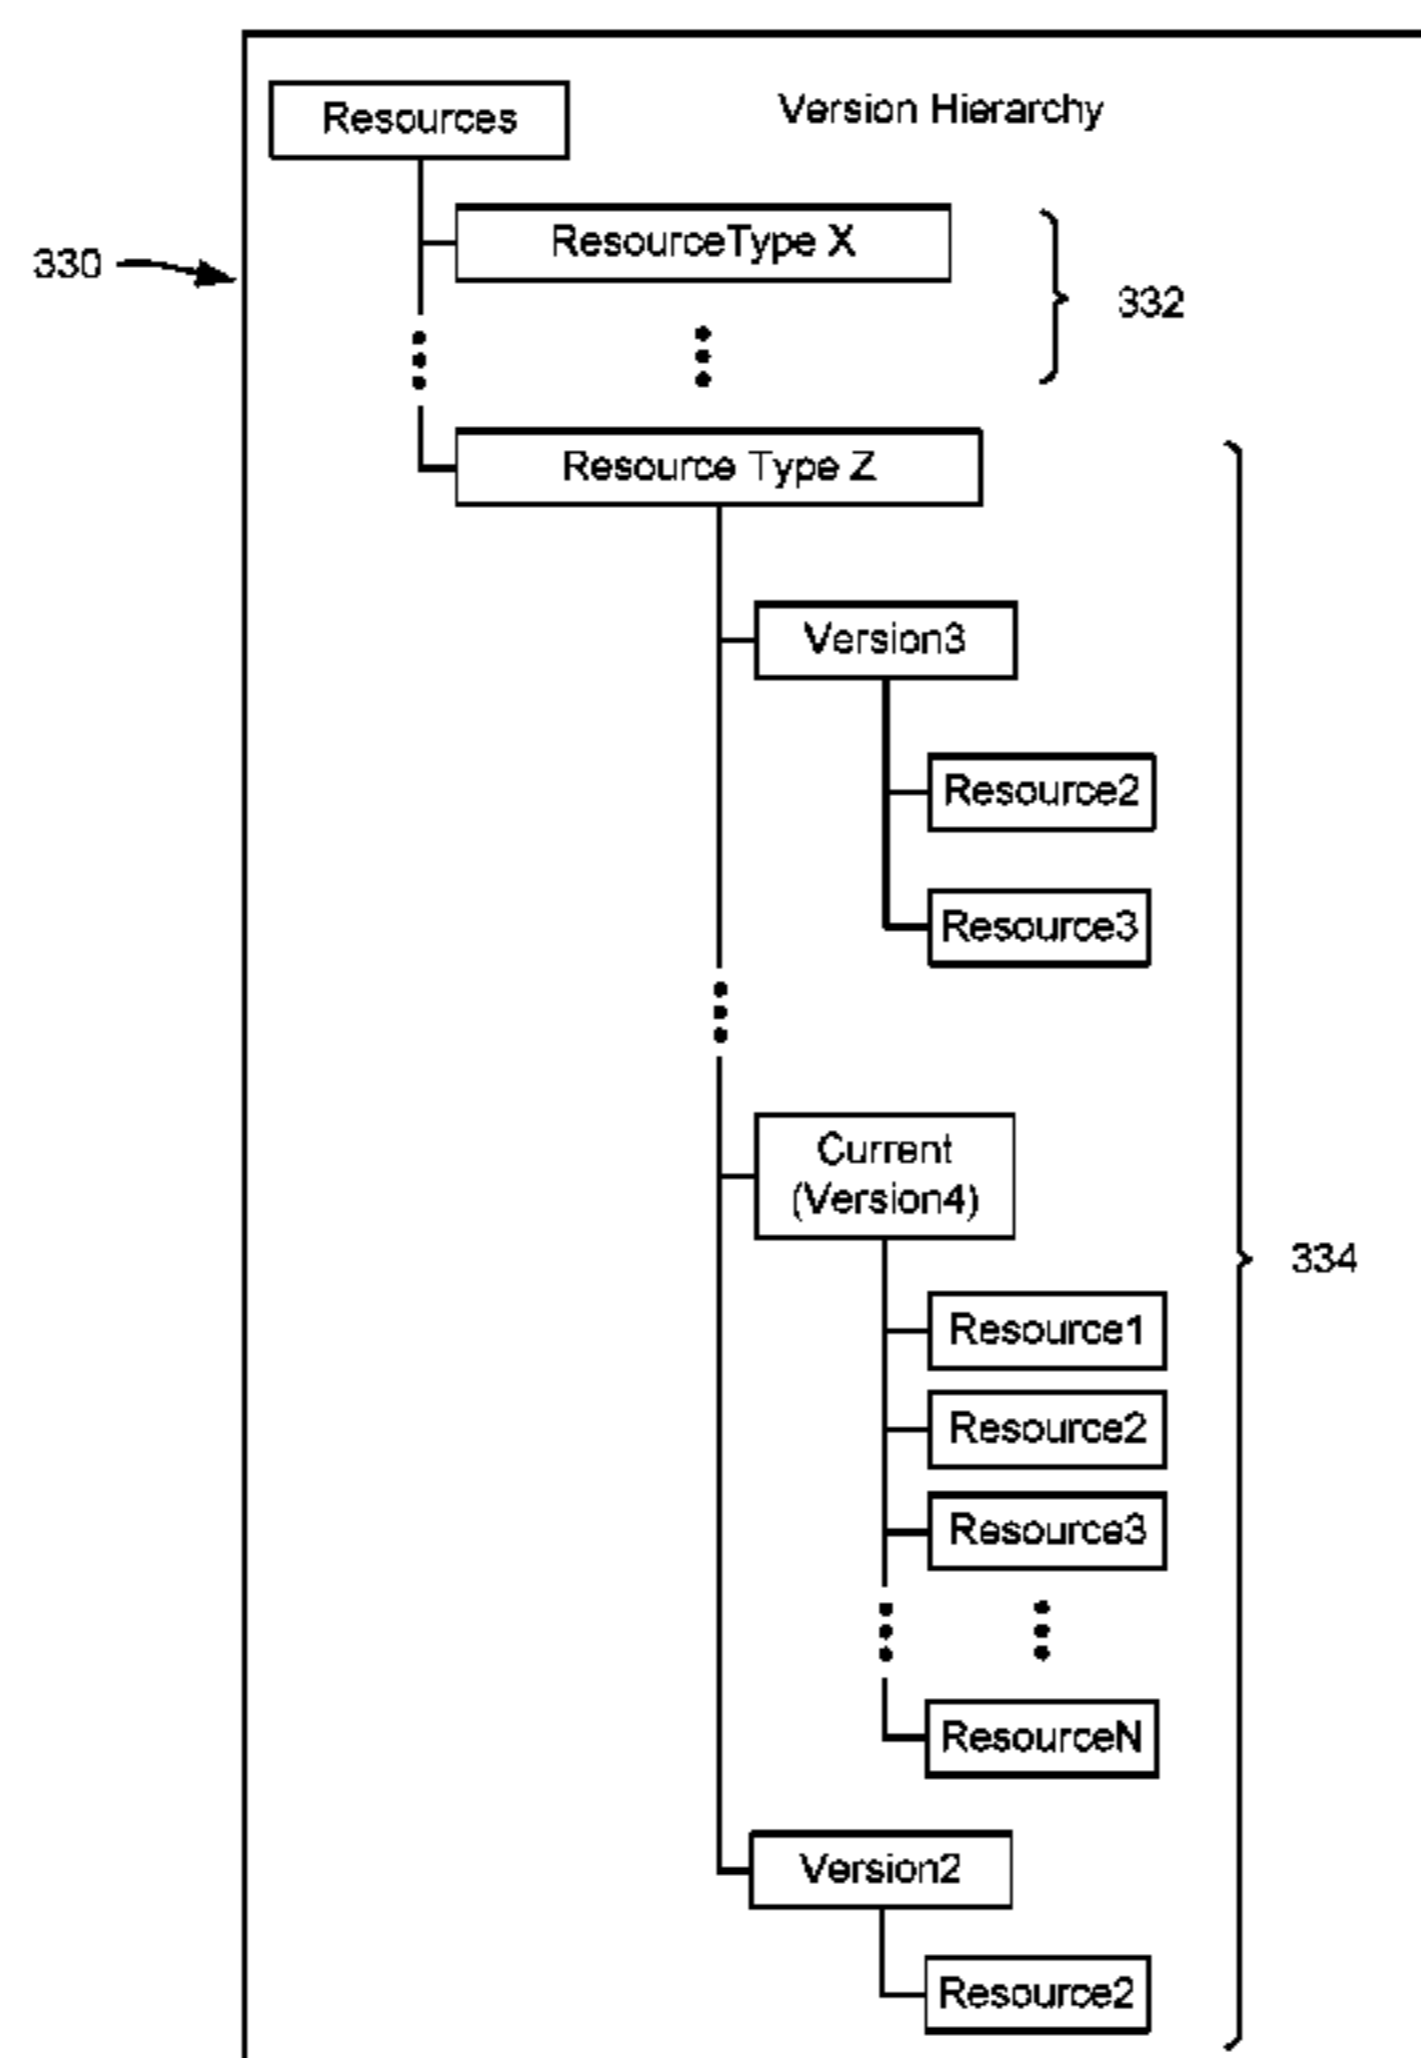 Resources
Version Hierarchy
ResourceType X
330
332
Resource Type Z
Version3
Resource2
Resource3
Current
(Version4)
334
Resource1
Resource2
Resource3
ResourceN
Version2
Resource2